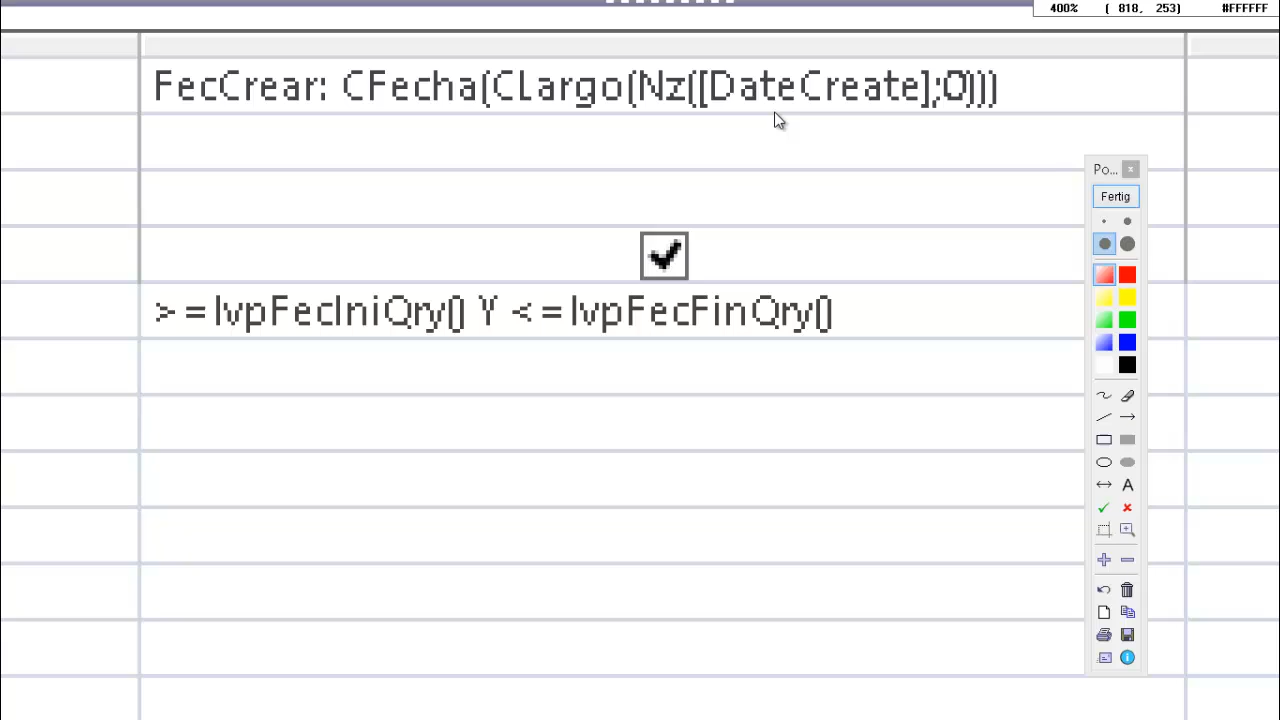 400% ( 818, 253) #FFFFFF
FecCrear: CFecha(CLargo(Nz([DateCreate];0)))
Po... x
Fertig
>=lvpFecIniQry() Y <=lvpFecFinQry()
A